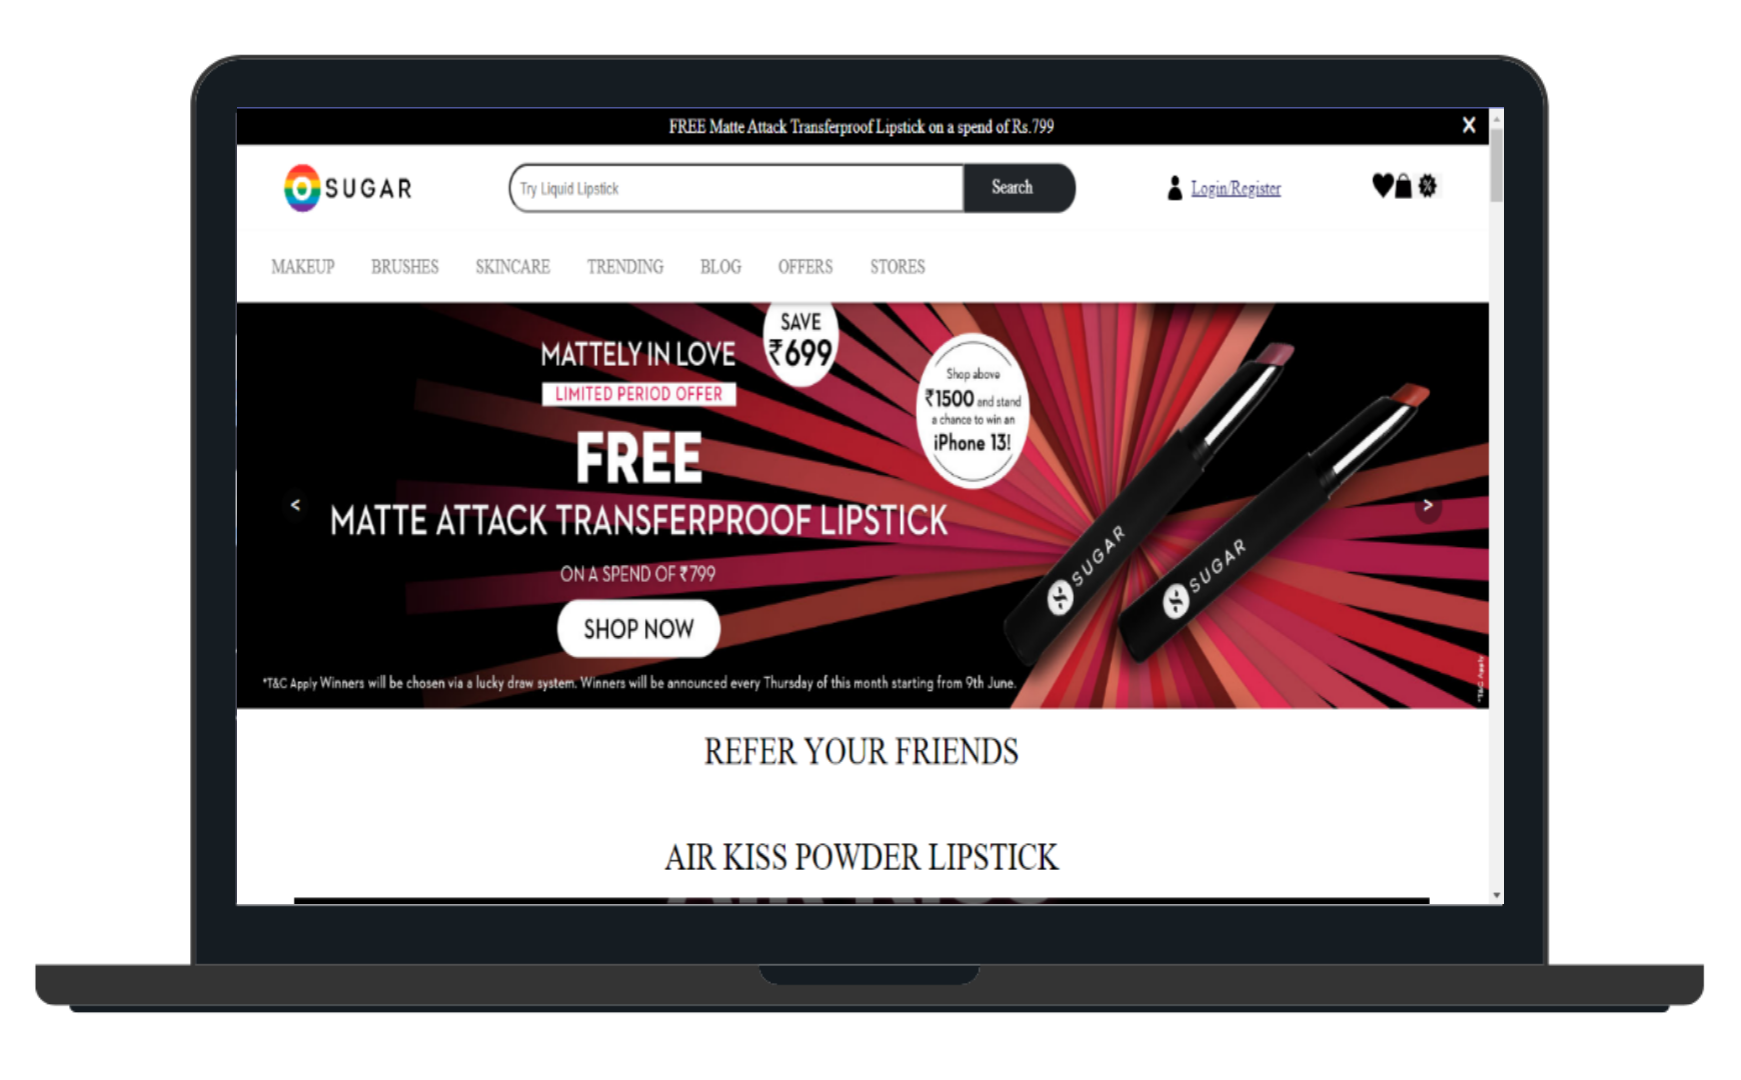 FREE Matte Attack Transferproof Lipstick on a spend of Rs.799
X
SUGAR
Try Liquid Lipstick
Search
Login/Register
MAKEUP
BRUSHES
SKINCARE
TRENDING
BLOG
OFFERS
STORES
MATTELY IN LOVE
LIMITED PERIOD OFFER
FREE
MATTE ATTACK TRANSFERPROOF LIPSTICK
ON A SPEND OF ₹799
SHOP NOW
SAVE
₹699
Shop above
₹1500 and stand
a chance to win an
iPhone 13!
<
>
SUGAR
SUGAR
*T&C Apply Winners will be chosen via a lucky draw system. Winners will be announced every Thursday of this month starting from 9th June.
*T&C Apply
REFER YOUR FRIENDS
AIR KISS POWDER LIPSTICK
AIR KISS